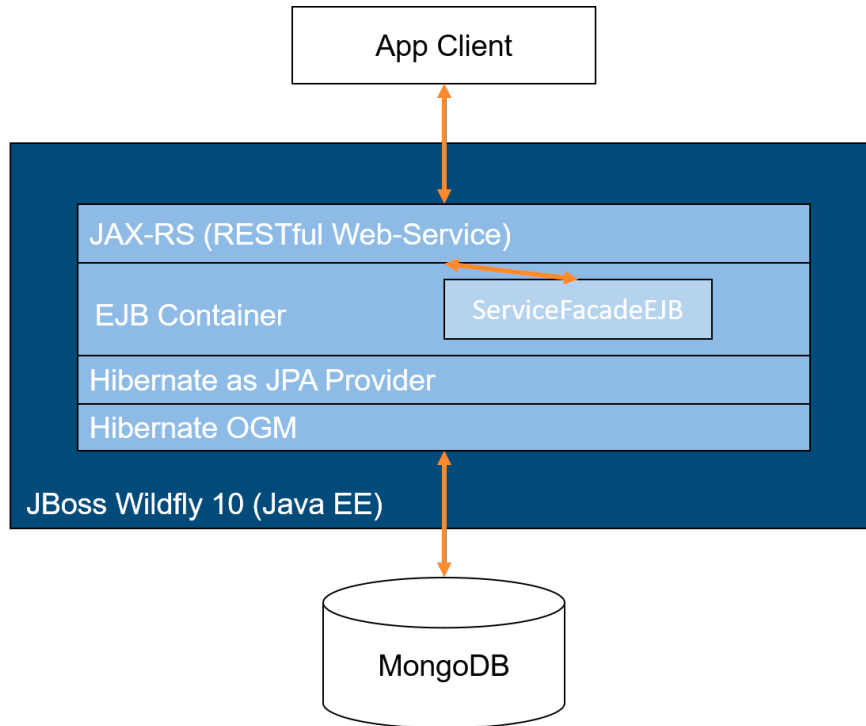 App Client
JAX-RS (RESTful Web-Service)
EJB Container
ServiceFacadeEJB
Hibernate as JPA Provider
Hibernate OGM
JBoss Wildfly 10 (Java EE)
MongoDB